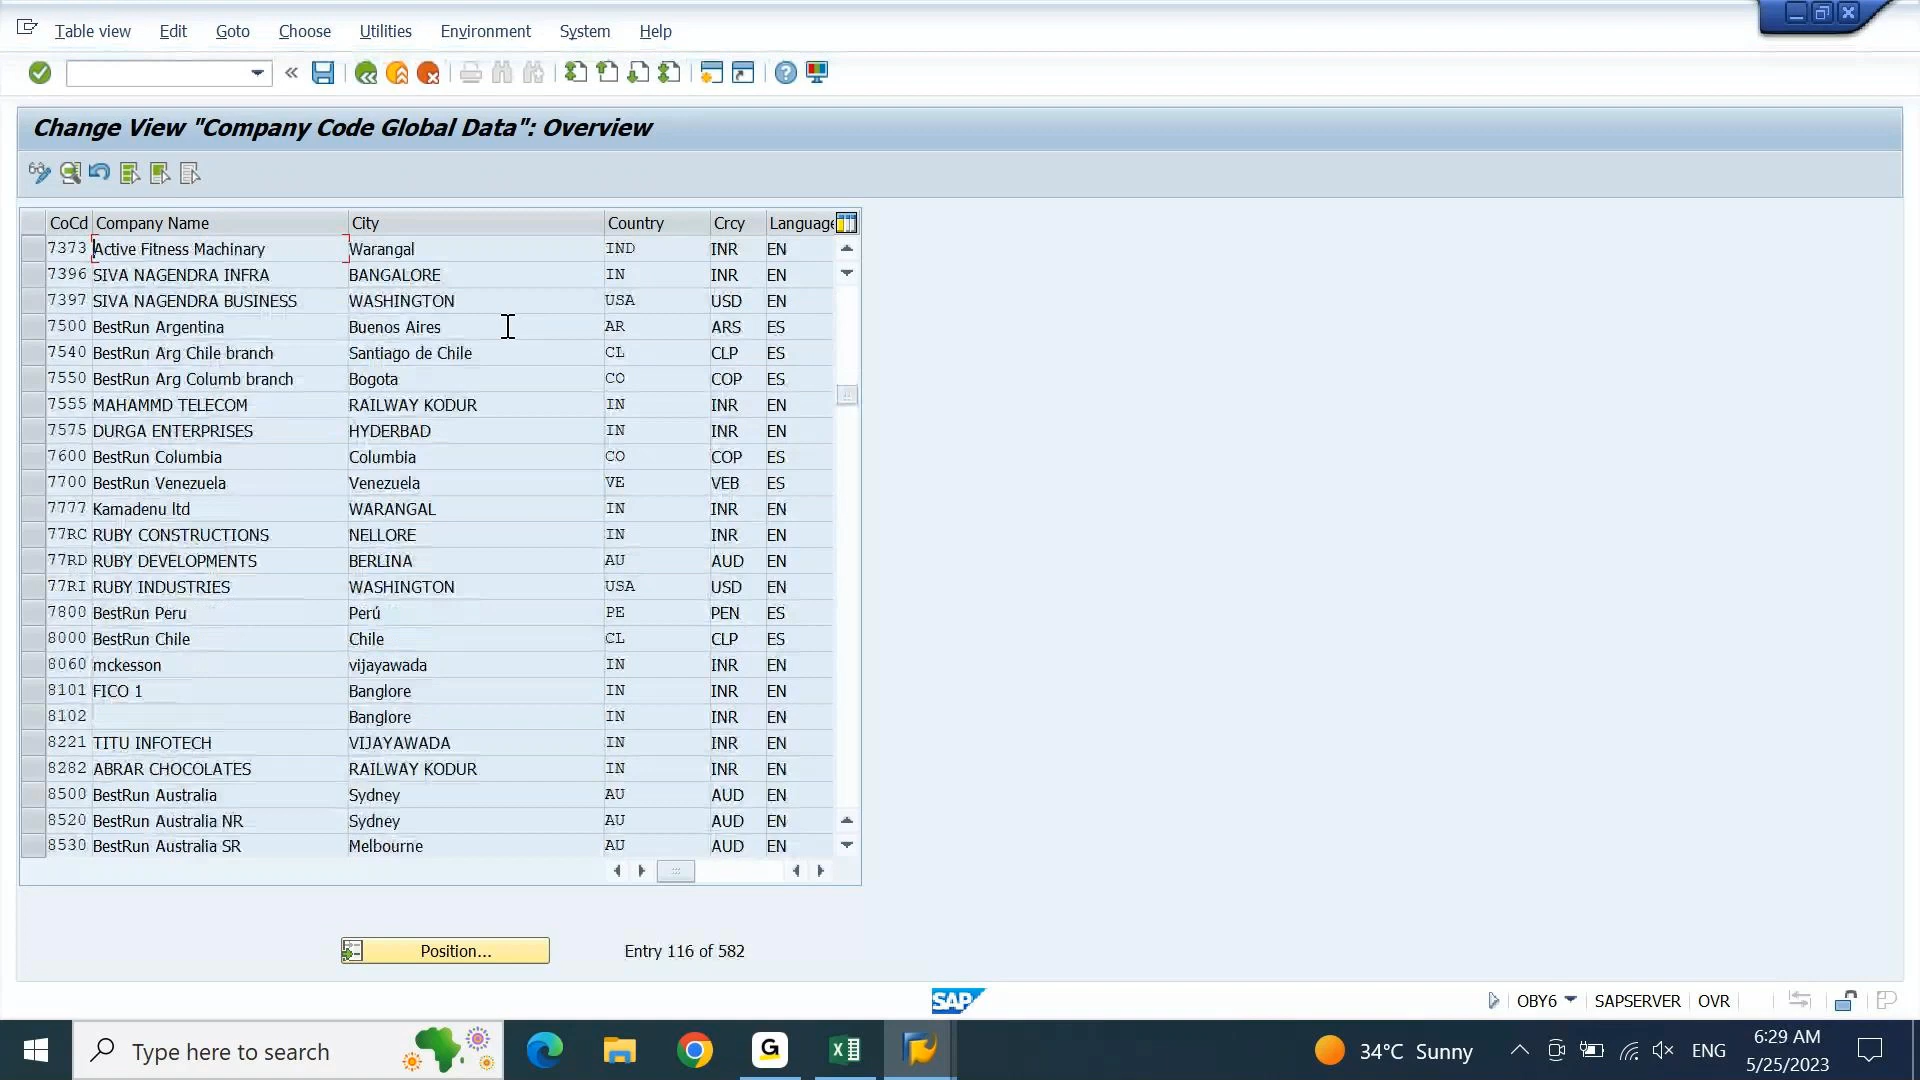 Table view Edit Goto Choose Utilities Environment System Help
Change View "Company Code Global Data": Overview
CoCd Company Name City Country Crcy Language
7373 Active Fitness Machinary Warangal IND INR EN
7396 SIVA NAGENDRA INFRA BANGALORE IN INR EN
7397 SIVA NAGENDRA BUSINESS WASHINGTON USA USD EN
7500 BestRun Argentina Buenos Aires AR ARS ES
7540 BestRun Arg Chile branch Santiago de Chile CL CLP ES
7550 BestRun Arg Columb branch Bogota CO COP ES
7555 MAHAMMD TELECOM RAILWAY KODUR IN INR EN
7575 DURGA ENTERPRISES HYDERBAD IN INR EN
7600 BestRun Columbia Columbia CO COP ES
7700 BestRun Venezuela Venezuela VE VEB ES
7777 Kamadenu ltd WARANGAL IN INR EN
77RC RUBY CONSTRUCTIONS NELLORE IN INR EN
77RD RUBY DEVELOPMENTS BERLINA AU AUD EN
77RI RUBY INDUSTRIES WASHINGTON USA USD EN
7800 BestRun Peru Perú PE PEN ES
8000 BestRun Chile Chile CL CLP ES
8060 mckesson vijayawada IN INR EN
8101 FICO 1 Banglore IN INR EN
8102 Banglore IN INR EN
8221 TITU INFOTECH VIJAYAWADA IN INR EN
8282 ABRAR CHOCOLATES RAILWAY KODUR IN INR EN
8500 BestRun Australia Sydney AU AUD EN
8520 BestRun Australia NR Sydney AU AUD EN
8530 BestRun Australia SR Melbourne AU AUD EN
Position... Entry 116 of 582
SAP OBY6 SAPSERVER OVR
Type here to search G 34°C Sunny ENG 6:29 AM
5/25/2023